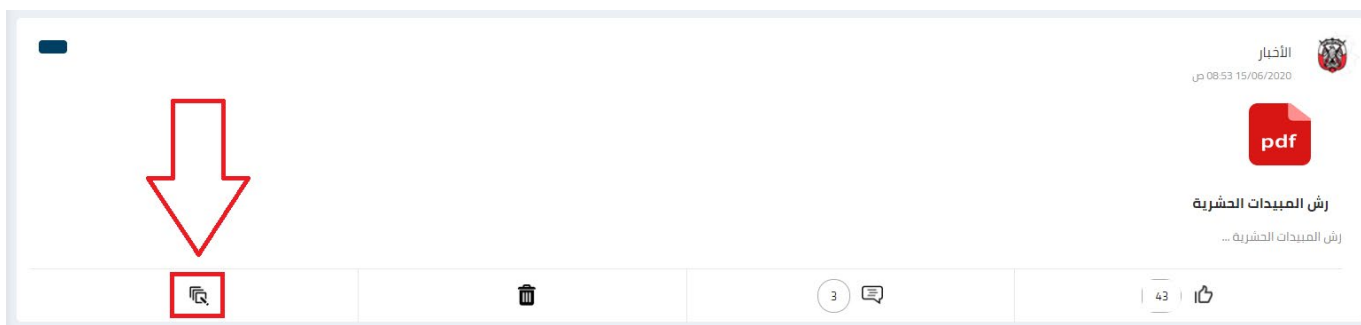 الأخبار
15/06/2020 08:53 ص
pdf
رش المبيدات الحشرية
رش المبيدات الحشرية ...
43
3